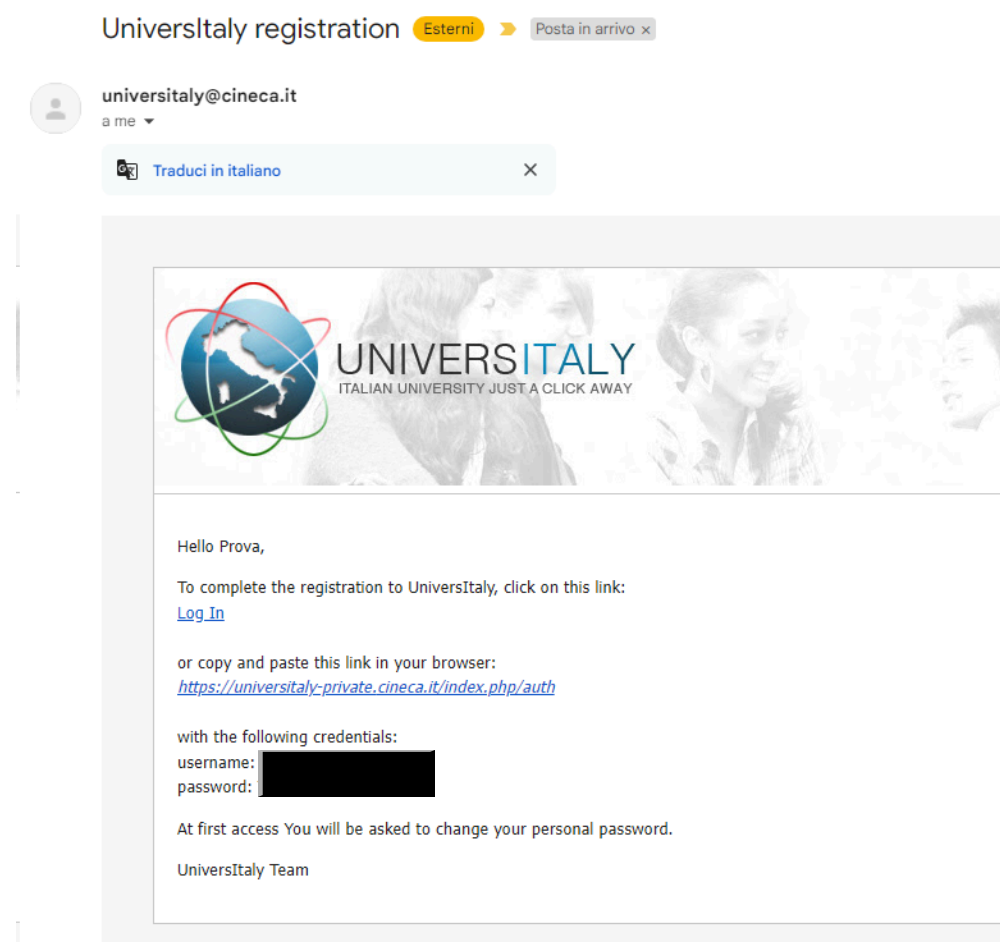 UniversItaly registration Esterni Posta in arrivo x
universitaly@cineca.it
a me
Traduci in italiano
UNIVERSITALY
ITALIAN UNIVERSITY JUST A CLICK AWAY
Hello Prova,
To complete the registration to UniversItaly, click on this link:
Log In
or copy and paste this link in your browser:
https://universitaly-private.cineca.it/index.php/auth
with the following credentials:
username:
password:
At first access You will be asked to change your personal password.
UniversItaly Team